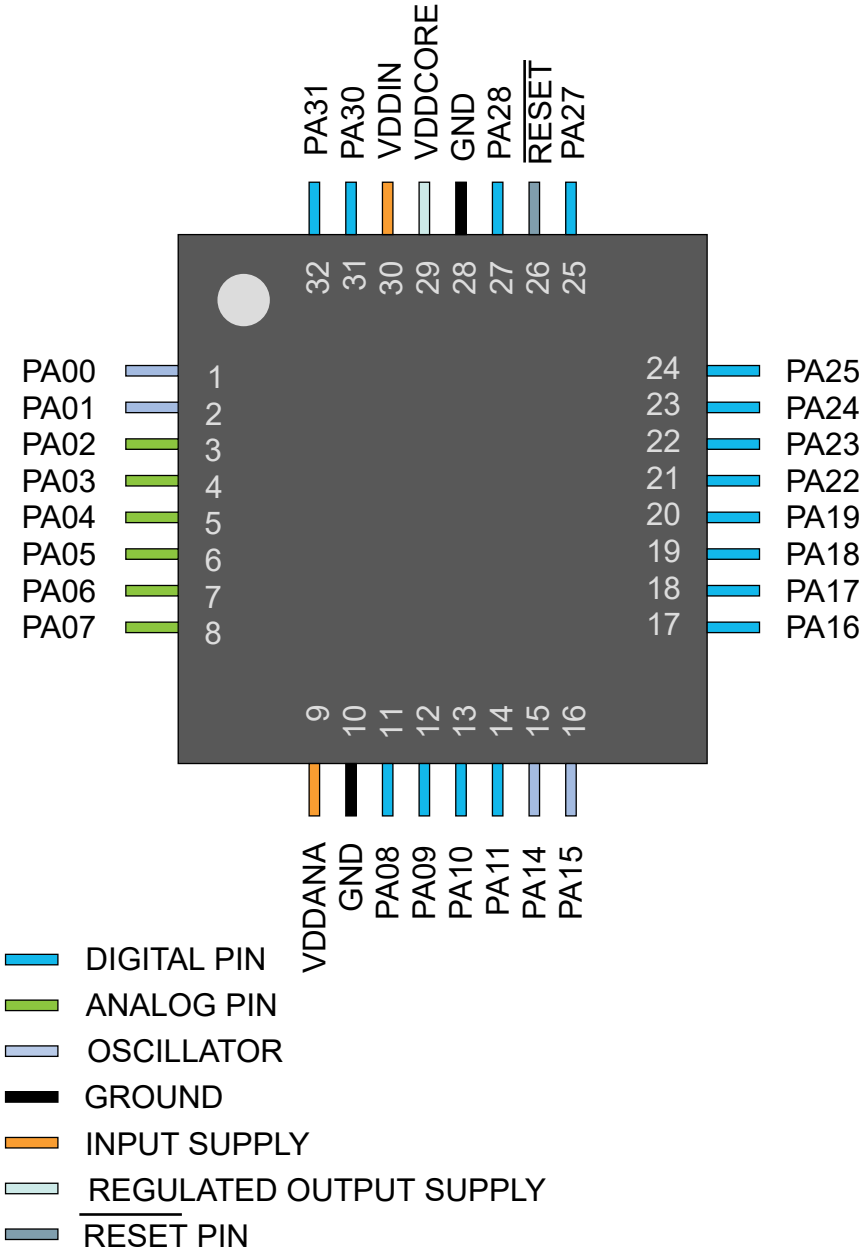 PA31
PA30
VDDIN
VDDCORE
GND
PA28
RESET
PA27
32
31
30
29
28
27
26
25
PA00 1
PA01 2
PA02 3
PA03 4
PA04 5
PA05 6
PA06 7
PA07 8
24 PA25
23 PA24
22 PA23
21 PA22
20 PA19
19 PA18
18 PA17
17 PA16
9
10
11
12
13
14
15
16
VDDANA
GND
PA08
PA09
PA10
PA11
PA14
PA15
DIGITAL PIN
ANALOG PIN
OSCILLATOR
GROUND
INPUT SUPPLY
REGULATED OUTPUT SUPPLY
RESET PIN